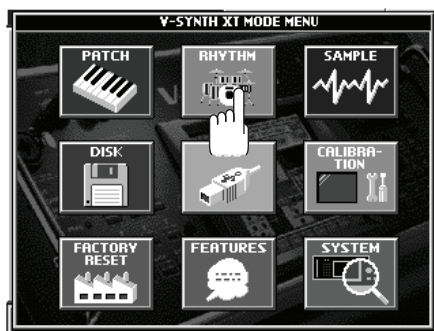 V-SYNTH XT MODE MENU
PATCH
RHYTHM
SAMPLE
DISK
CALIBRA-
TION
FACTORY
RESET
FEATURES
SYSTEM